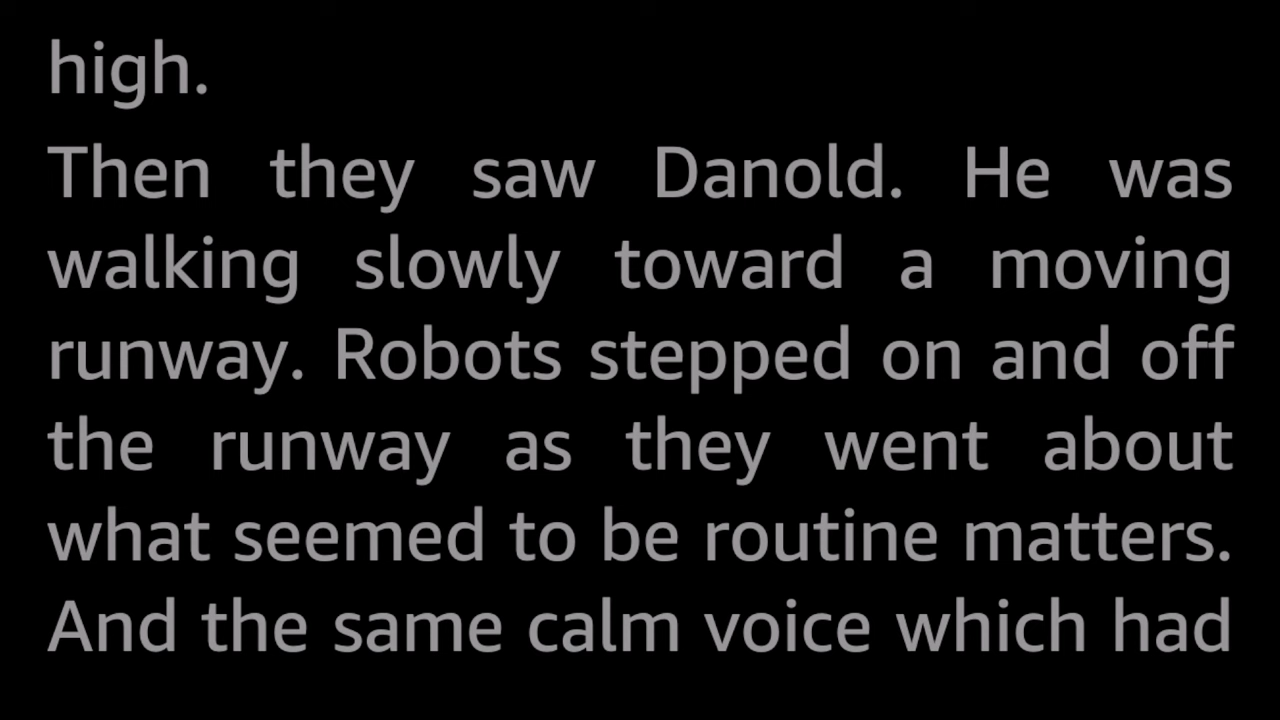 high.
Then they saw Danold. He was
walking slowly toward a moving
runway. Robots stepped on and off
the runway as they went about
what seemed to be routine matters.
And the same calm voice which had